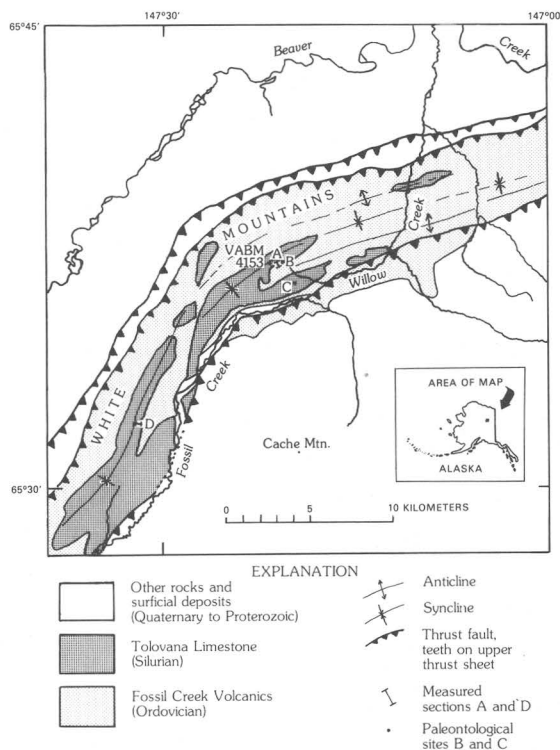 147°30'
147°00'
65°45'
Beaver
Creek
MOUNTAINS
VABM
4153
A
B
C
Creek
Willow
WHITE
D
Creek
Fossil
Cache Mtn.
AREA OF MAP
ALASKA
65°30'
0 5 10 KILOMETERS
EXPLANATION
Other rocks and
surficial deposits
(Quaternary to Proterozoic)
Tolovana Limestone
(Silurian)
Fossil Creek Volcanics
(Ordovician)
Anticline
Syncline
Thrust fault,
teeth on upper
thrust sheet
Measured
sections A and D
Paleontological
sites B and C